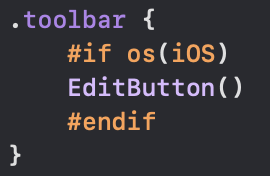 .toolbar {
    #if os(iOS)
    EditButton()
    #endif
}